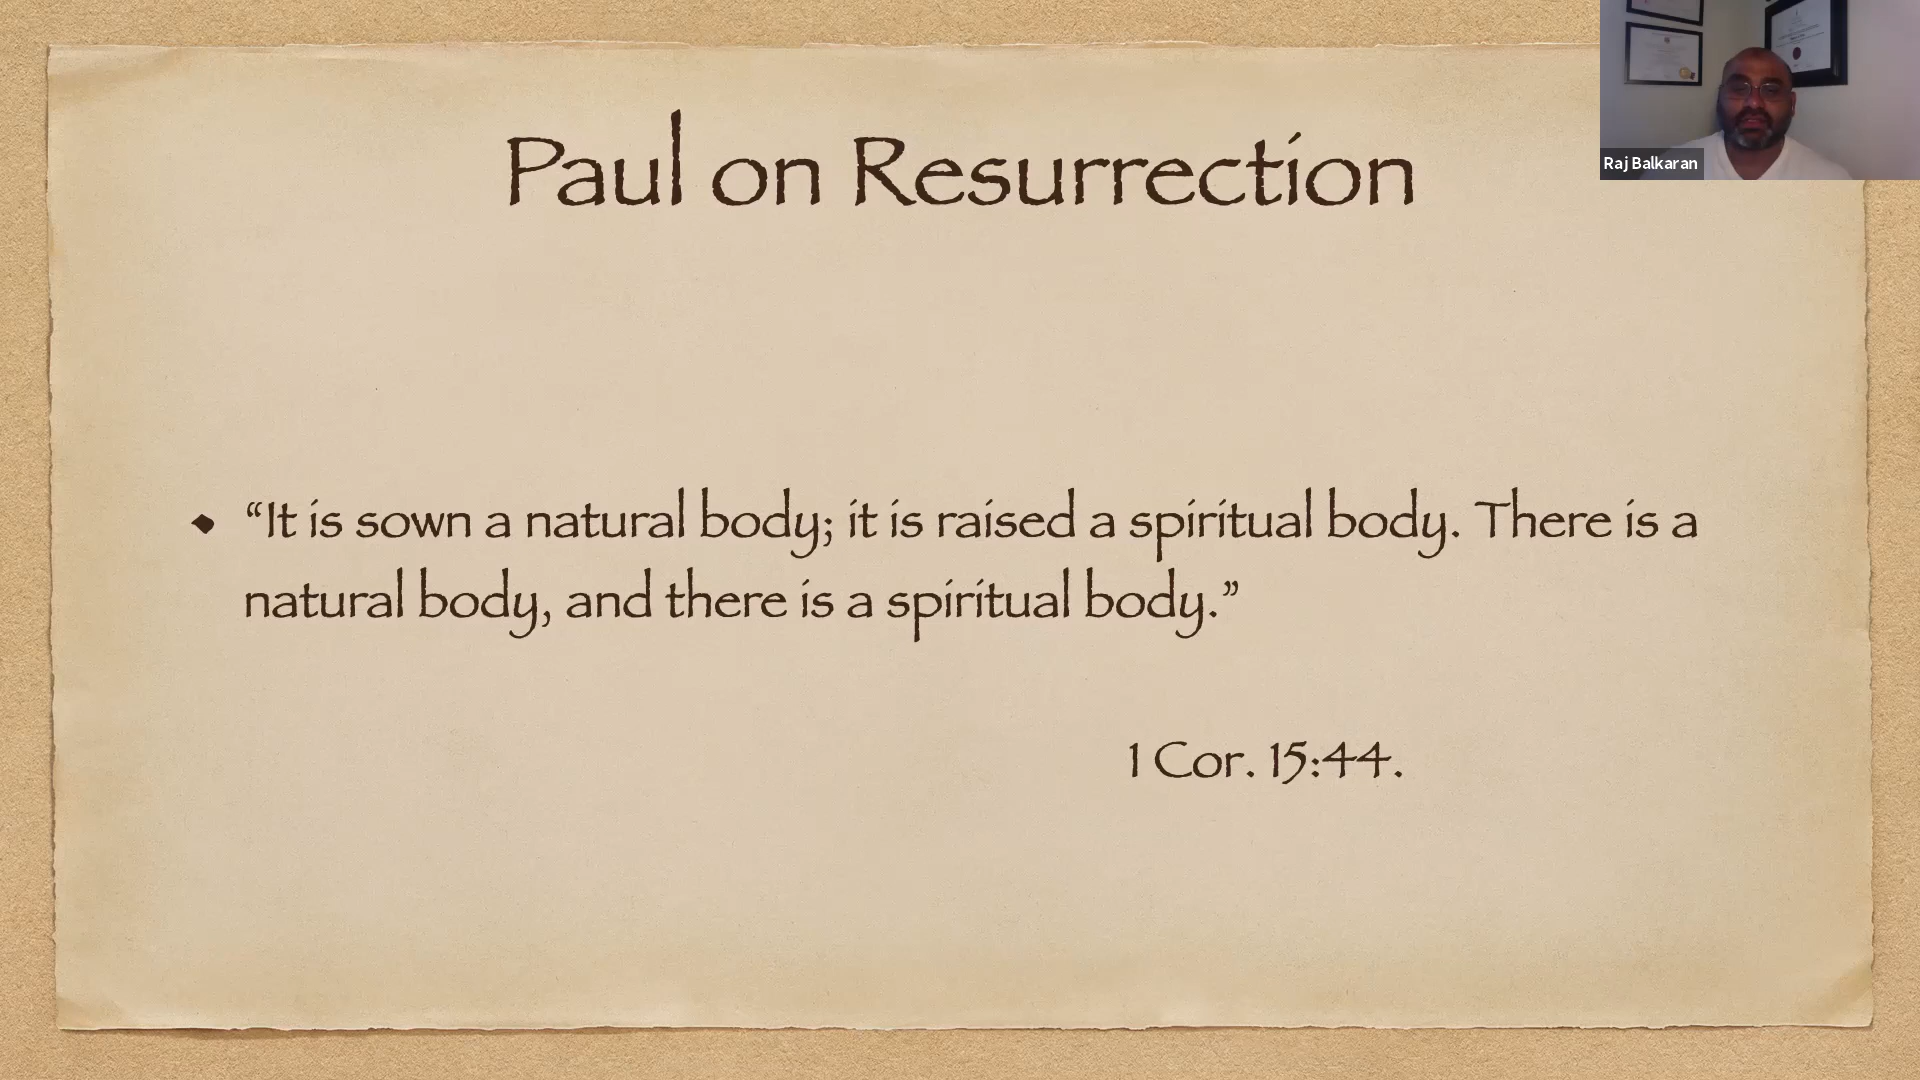 Paul on Resurrection
Raj Balkaran
• “It is sown a natural body; it is raised a spiritual body. There is a
natural body, and there is a spiritual body.”
1 Cor. 15:44.